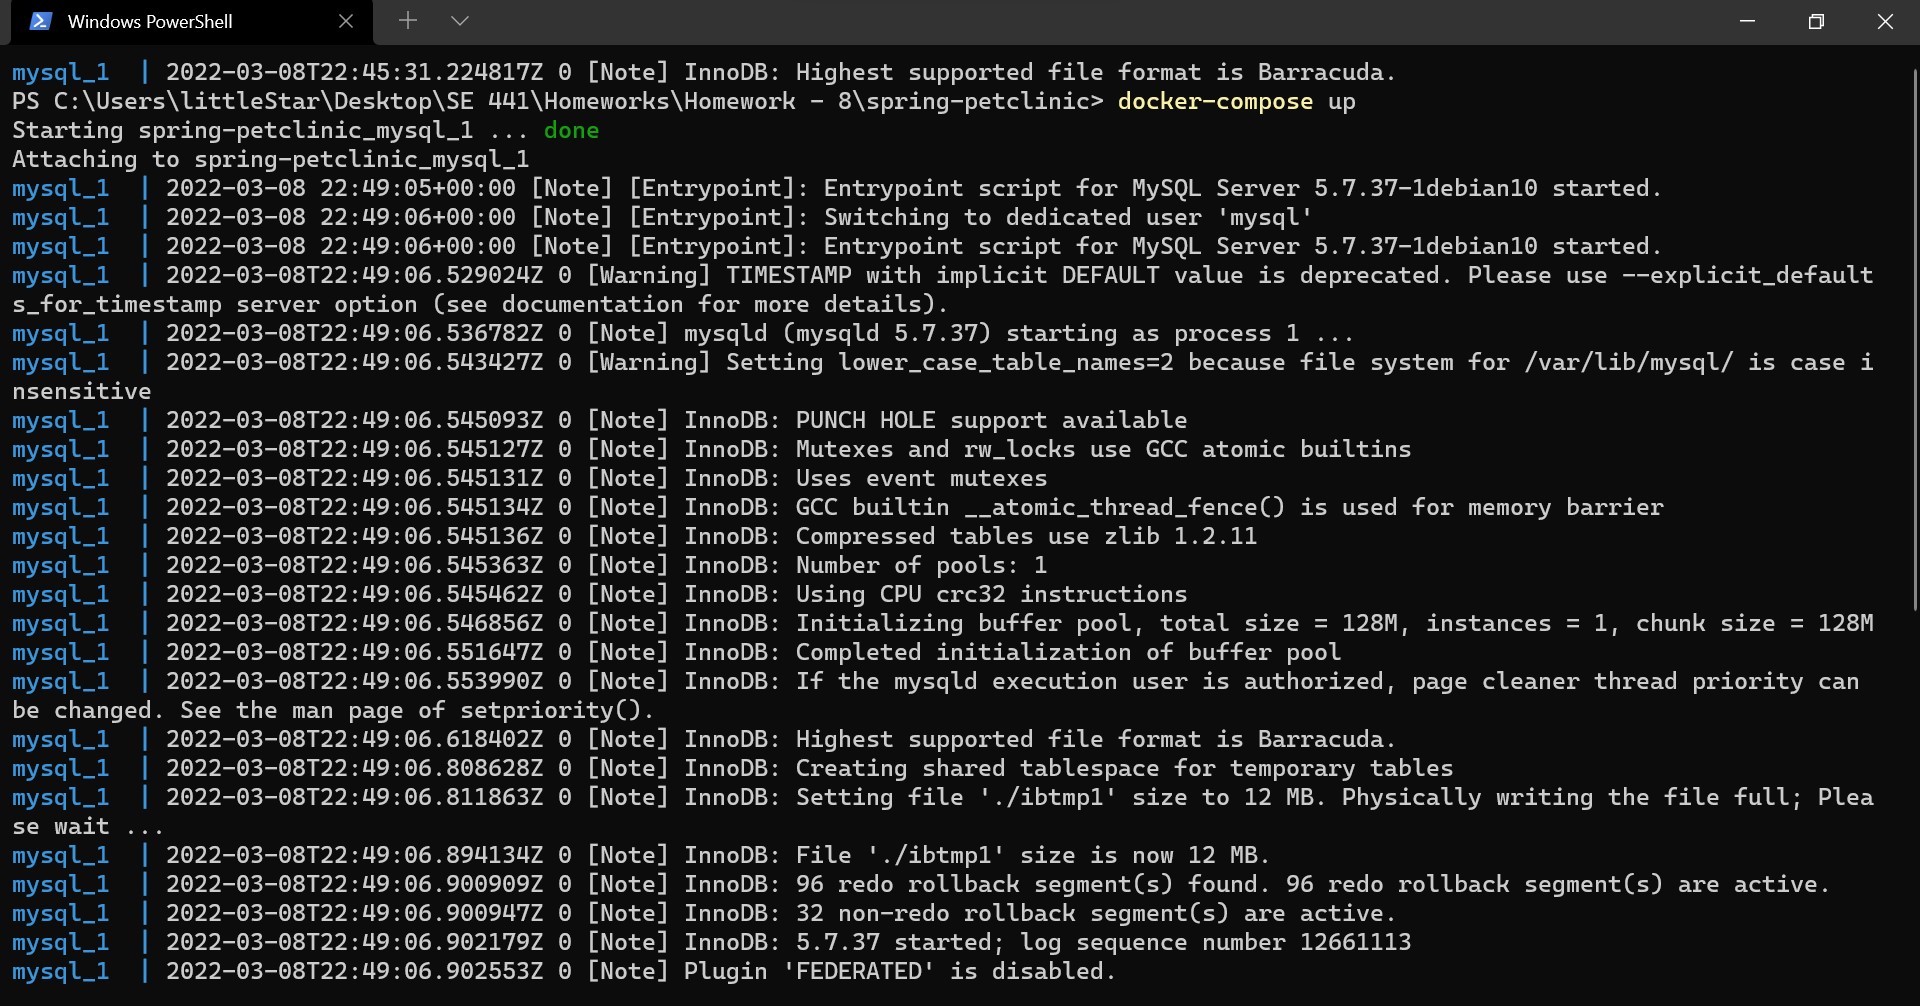 Windows PowerShell
mysql_1  | 2022-03-08T22:45:31.224817Z 0 [Note] InnoDB: Highest supported file format is Barracuda.
PS C:\Users\littleStar\Desktop\SE 441\Homeworks\Homework - 8\spring-petclinic> docker-compose up
Starting spring-petclinic_mysql_1 ... done
Attaching to spring-petclinic_mysql_1
mysql_1  | 2022-03-08 22:49:05+00:00 [Note] [Entrypoint]: Entrypoint script for MySQL Server 5.7.37-1debian10 started.
mysql_1  | 2022-03-08 22:49:06+00:00 [Note] [Entrypoint]: Switching to dedicated user 'mysql'
mysql_1  | 2022-03-08 22:49:06+00:00 [Note] [Entrypoint]: Entrypoint script for MySQL Server 5.7.37-1debian10 started.
mysql_1  | 2022-03-08T22:49:06.529024Z 0 [Warning] TIMESTAMP with implicit DEFAULT value is deprecated. Please use --explicit_default
s_for_timestamp server option (see documentation for more details).
mysql_1  | 2022-03-08T22:49:06.536782Z 0 [Note] mysqld (mysqld 5.7.37) starting as process 1 ...
mysql_1  | 2022-03-08T22:49:06.543427Z 0 [Warning] Setting lower_case_table_names=2 because file system for /var/lib/mysql/ is case i
nsensitive
mysql_1  | 2022-03-08T22:49:06.545093Z 0 [Note] InnoDB: PUNCH HOLE support available
mysql_1  | 2022-03-08T22:49:06.545127Z 0 [Note] InnoDB: Mutexes and rw_locks use GCC atomic builtins
mysql_1  | 2022-03-08T22:49:06.545131Z 0 [Note] InnoDB: Uses event mutexes
mysql_1  | 2022-03-08T22:49:06.545134Z 0 [Note] InnoDB: GCC builtin __atomic_thread_fence() is used for memory barrier
mysql_1  | 2022-03-08T22:49:06.545136Z 0 [Note] InnoDB: Compressed tables use zlib 1.2.11
mysql_1  | 2022-03-08T22:49:06.545363Z 0 [Note] InnoDB: Number of pools: 1
mysql_1  | 2022-03-08T22:49:06.545462Z 0 [Note] InnoDB: Using CPU crc32 instructions
mysql_1  | 2022-03-08T22:49:06.546856Z 0 [Note] InnoDB: Initializing buffer pool, total size = 128M, instances = 1, chunk size = 128M
mysql_1  | 2022-03-08T22:49:06.551647Z 0 [Note] InnoDB: Completed initialization of buffer pool
mysql_1  | 2022-03-08T22:49:06.553990Z 0 [Note] InnoDB: If the mysqld execution user is authorized, page cleaner thread priority can
be changed. See the man page of setpriority().
mysql_1  | 2022-03-08T22:49:06.618402Z 0 [Note] InnoDB: Highest supported file format is Barracuda.
mysql_1  | 2022-03-08T22:49:06.808628Z 0 [Note] InnoDB: Creating shared tablespace for temporary tables
mysql_1  | 2022-03-08T22:49:06.811863Z 0 [Note] InnoDB: Setting file './ibtmp1' size to 12 MB. Physically writing the file full; Plea
se wait ...
mysql_1  | 2022-03-08T22:49:06.894134Z 0 [Note] InnoDB: File './ibtmp1' size is now 12 MB.
mysql_1  | 2022-03-08T22:49:06.900909Z 0 [Note] InnoDB: 96 redo rollback segment(s) found. 96 redo rollback segment(s) are active.
mysql_1  | 2022-03-08T22:49:06.900947Z 0 [Note] InnoDB: 32 non-redo rollback segment(s) are active.
mysql_1  | 2022-03-08T22:49:06.902179Z 0 [Note] InnoDB: 5.7.37 started; log sequence number 12661113
mysql_1  | 2022-03-08T22:49:06.902553Z 0 [Note] Plugin 'FEDERATED' is disabled.